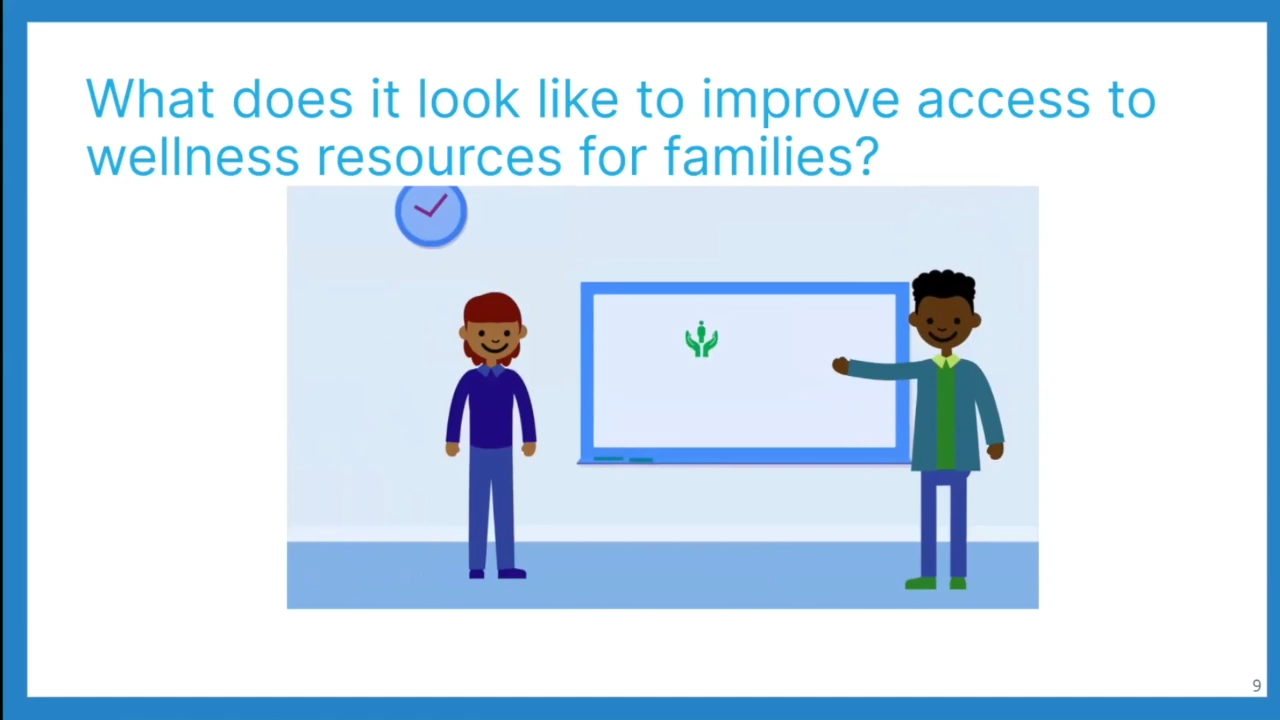 What does it look like to improve access to
wellness resources for families?
9